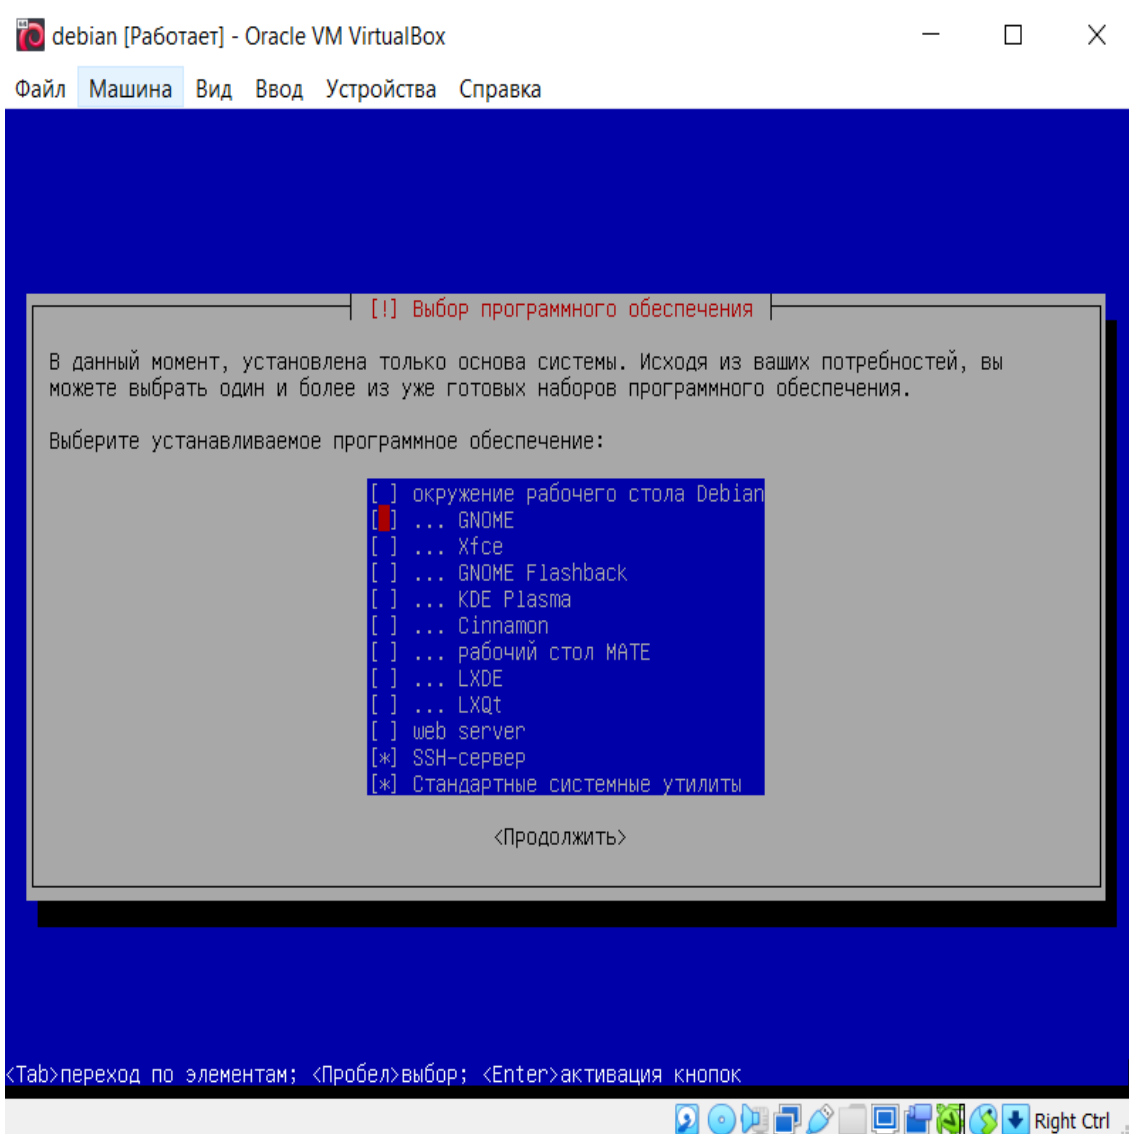 debian [Работает] - Oracle VM VirtualBox
Файл Машина Вид Ввод Устройства Справка
[!] Выбор программного обеспечения
В данный момент, установлена только основа системы. Исходя из ваших потребностей, вы
можете выбрать один и более из уже готовых наборов программного обеспечения.
Выберите устанавливаемое программное обеспечение:
[ ] окружение рабочего стола Debian
[ ] ... GNOME
[ ] ... Xfce
[ ] ... GNOME Flashback
[ ] ... KDE Plasma
[ ] ... Cinnamon
[ ] ... рабочий стол MATE
[ ] ... LXDE
[ ] ... LXQt
[ ] web server
[*] SSH-сервер
[*] Стандартные системные утилиты
<Продолжить>
<Tab>переход по элементам; <Пробел>выбор; <Enter>активация кнопок
Right Ctrl